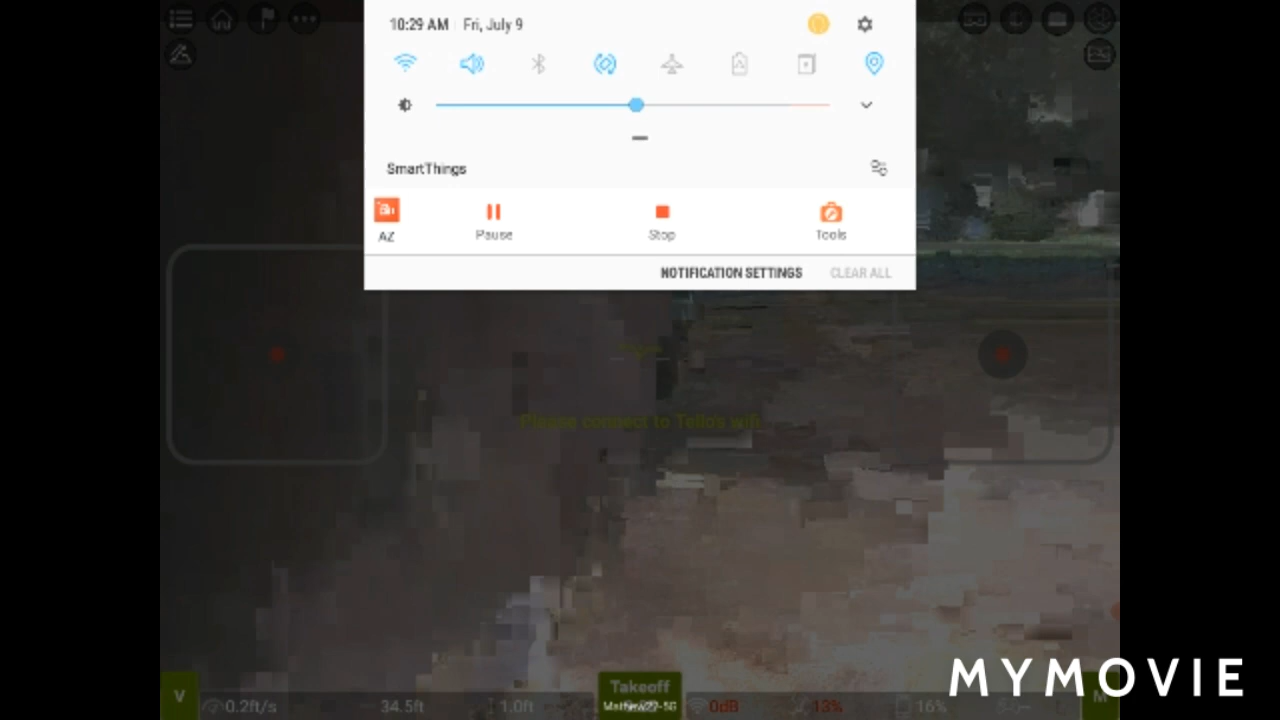 10:29 AM Fri, July 9
SmartThings
AZ
Pause
Stop
Tools
NOTIFICATION SETTINGS
CLEAR ALL
Please connect to Tello's wifi
V
0.2ft/s
34.5ft
1.0ft
Takeoff
0dB
13%
16%
M
MYMOVIE